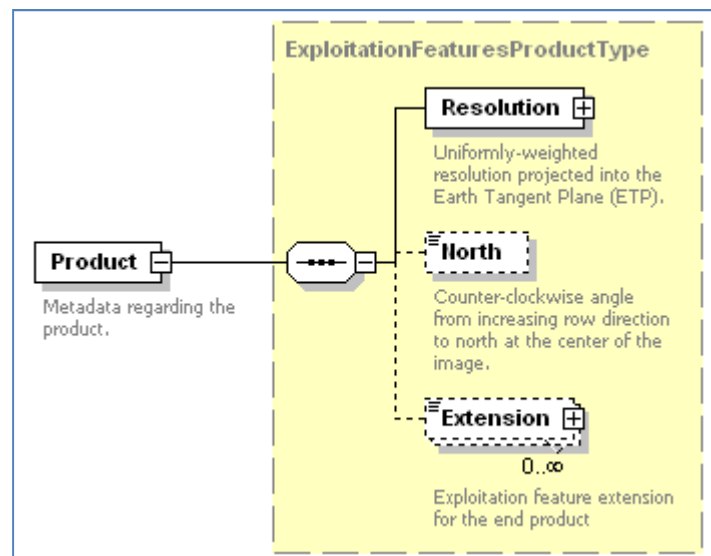 ExploitationFeaturesProductType
Resolution
Uniformly-weighted
resolution projected into the
Earth Tangent Plane (ETP).
North
Counter-clockwise angle
from increasing row direction
to north at the center of the
image.
Product
Metadata regarding the
product.
Extension
0..∞
Exploitation feature extension
for the end product